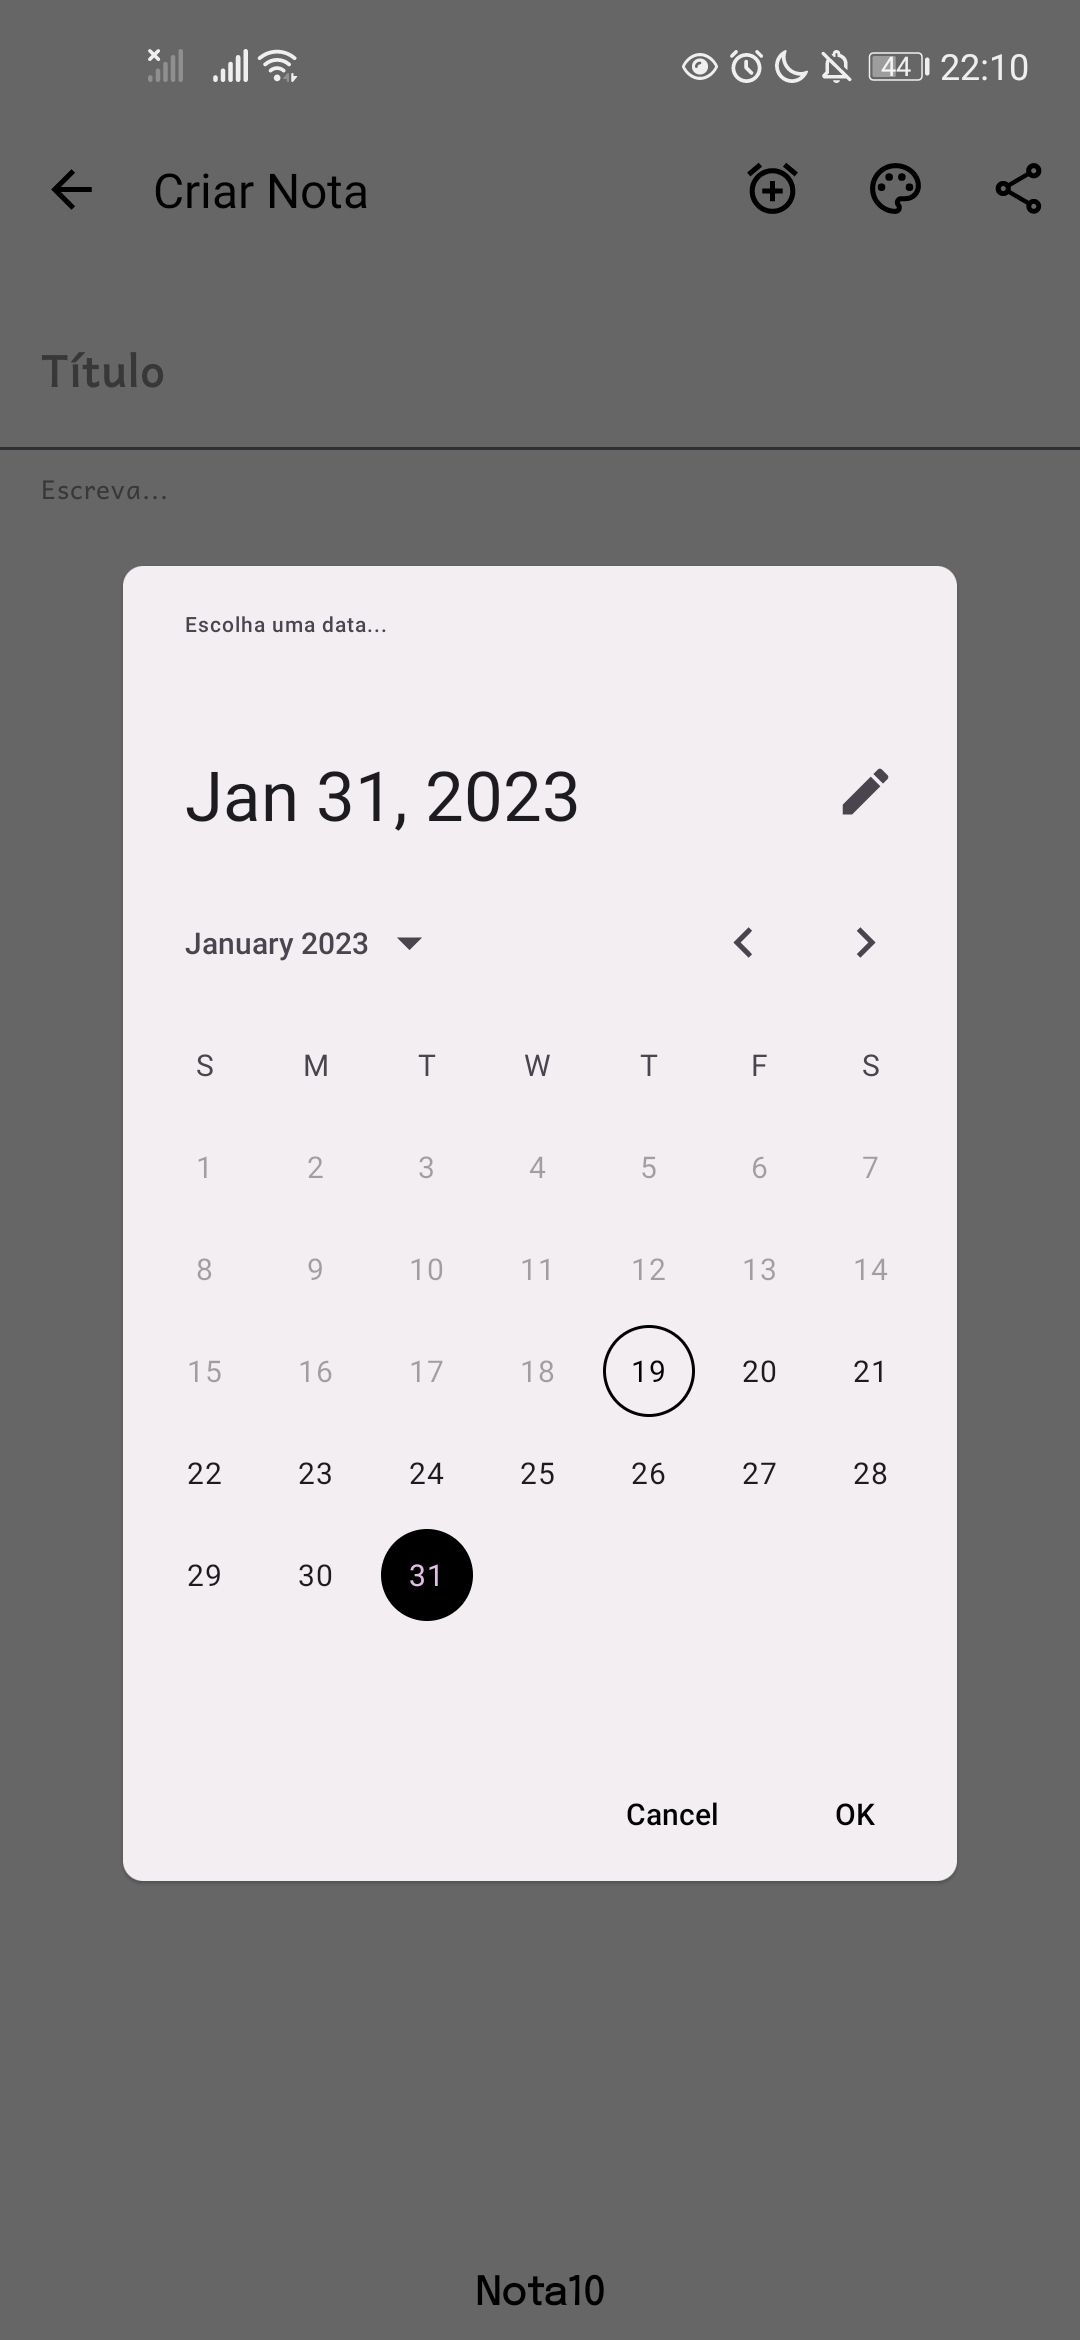 44 22:10
Criar Nota
Título
Escreva...
Escolha uma data...
Jan 31, 2023
January 2023
S M T W T F S
1 2 3 4 5 6 7
8 9 10 11 12 13 14
15 16 17 18 19 20 21
22 23 24 25 26 27 28
29 30 31
Cancel OK
Nota10